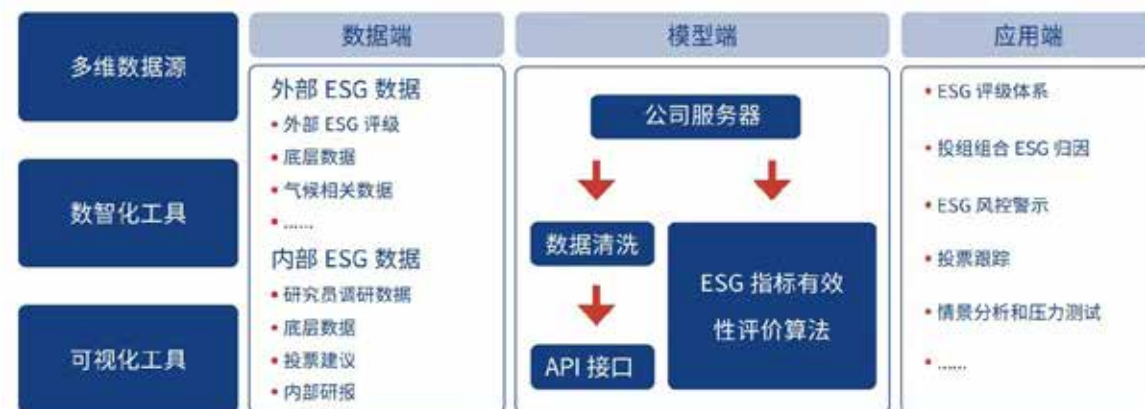 多维数据源
数智化工具
可视化工具
数据端
外部 ESG 数据
• 外部 ESG 评级
• 底层数据
• 气候相关数据
• ......
内部 ESG 数据
• 研究员调研数据
• 底层数据
• 投票建议
• 内部研报
模型端
公司服务器
数据清洗
API 接口
ESG 指标有效
性评价算法
应用端
• ESG 评级体系
• 投组组合 ESG 归因
• ESG 风控警示
• 投票跟踪
• 情景分析和压力测试
• ......